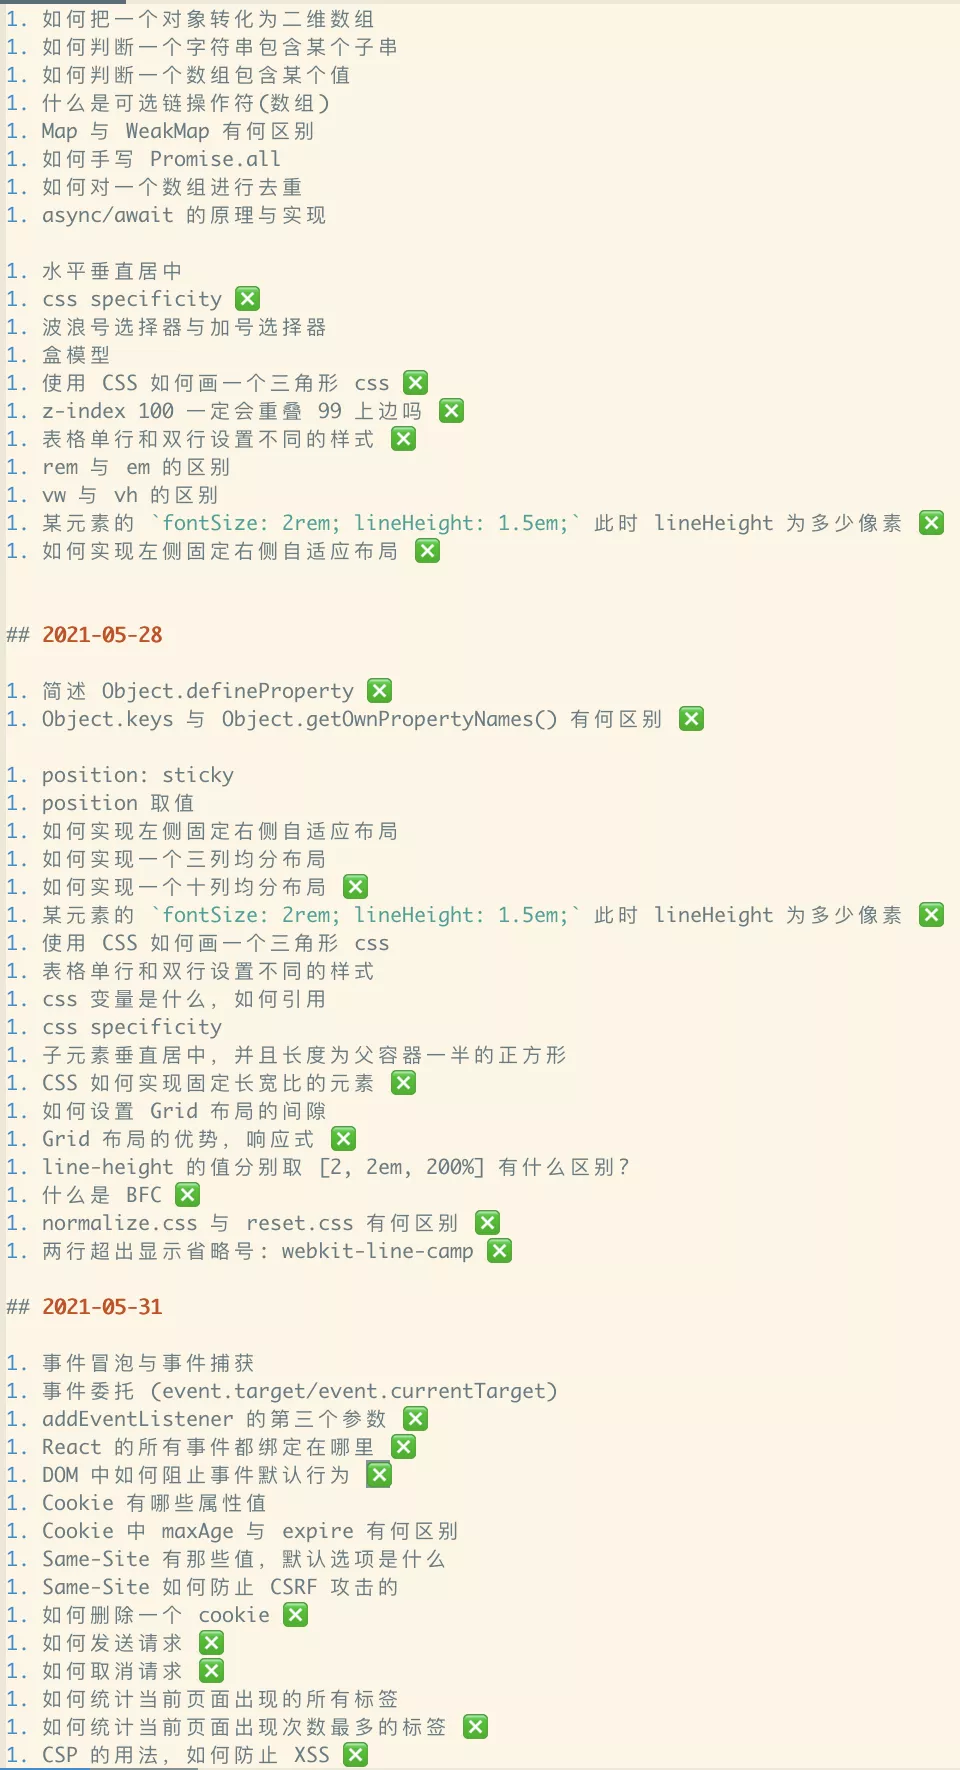 1. 如何把一个对象转化为二维数组
1. 如何判断一个字符串包含某个子串
1. 如何判断一个数组包含某个值
1. 什么是可选链操作符(数组)
1. Map 与 WeakMap 有何区别
1. 如何手写 Promise.all
1. 如何对一个数组进行去重
1. async/await 的原理与实现
1. 水平垂直居中
1. css specificity ❎
1. 波浪号选择器与加号选择器
1. 盒模型
1. 使用 CSS 如何画一个三角形 css ❎
1. z-index 100 一定会重叠 99 上边吗 ❎
1. 表格单行和双行设置不同的样式 ❎
1. rem 与 em 的区别
1. vw 与 vh 的区别
1. 某元素的 `fontSize: 2rem; lineHeight: 1.5em;` 此时 lineHeight 为多少像素 ❎
1. 如何实现左侧固定右侧自适应布局 ❎
## 2021-05-28
1. 简述 Object.defineProperty ❎
1. Object.keys 与 Object.getOwnPropertyNames() 有何区别 ❎
1. position: sticky
1. position 取值
1. 如何实现左侧固定右侧自适应布局
1. 如何实现一个三列均分布局
1. 如何实现一个十列均分布局 ❎
1. 某元素的 `fontSize: 2rem; lineHeight: 1.5em;` 此时 lineHeight 为多少像素 ❎
1. 使用 CSS 如何画一个三角形 css
1. 表格单行和双行设置不同的样式
1. css 变量是什么, 如何引用
1. css specificity
1. 子元素垂直居中, 并且长度为父容器一半的正方形
1. CSS 如何实现固定长宽比的元素 ❎
1. 如何设置 Grid 布局的间隙
1. Grid 布局的优势, 响应式 ❎
1. line-height 的值分别取 [2, 2em, 200%] 有什么区别?
1. 什么是 BFC ❎
1. normalize.css 与 reset.css 有何区别 ❎
1. 两行超出显示省略号: webkit-line-camp ❎
## 2021-05-31
1. 事件冒泡与事件捕获
1. 事件委托 (event.target/event.currentTarget)
1. addEventListener 的第三个参数 ❎
1. React 的所有事件都绑定在哪里 ❎
1. DOM 中如何阻止事件默认行为 ❎
1. Cookie 有哪些属性值
1. Cookie 中 maxAge 与 expire 有何区别
1. Same-Site 有那些值, 默认选项是什么
1. Same-Site 如何防止 CSRF 攻击的
1. 如何删除一个 cookie ❎
1. 如何发送请求 ❎
1. 如何取消请求 ❎
1. 如何统计当前页面出现的所有标签
1. 如何统计当前页面出现次数最多的标签 ❎
1. CSP 的用法, 如何防止 XSS ❎